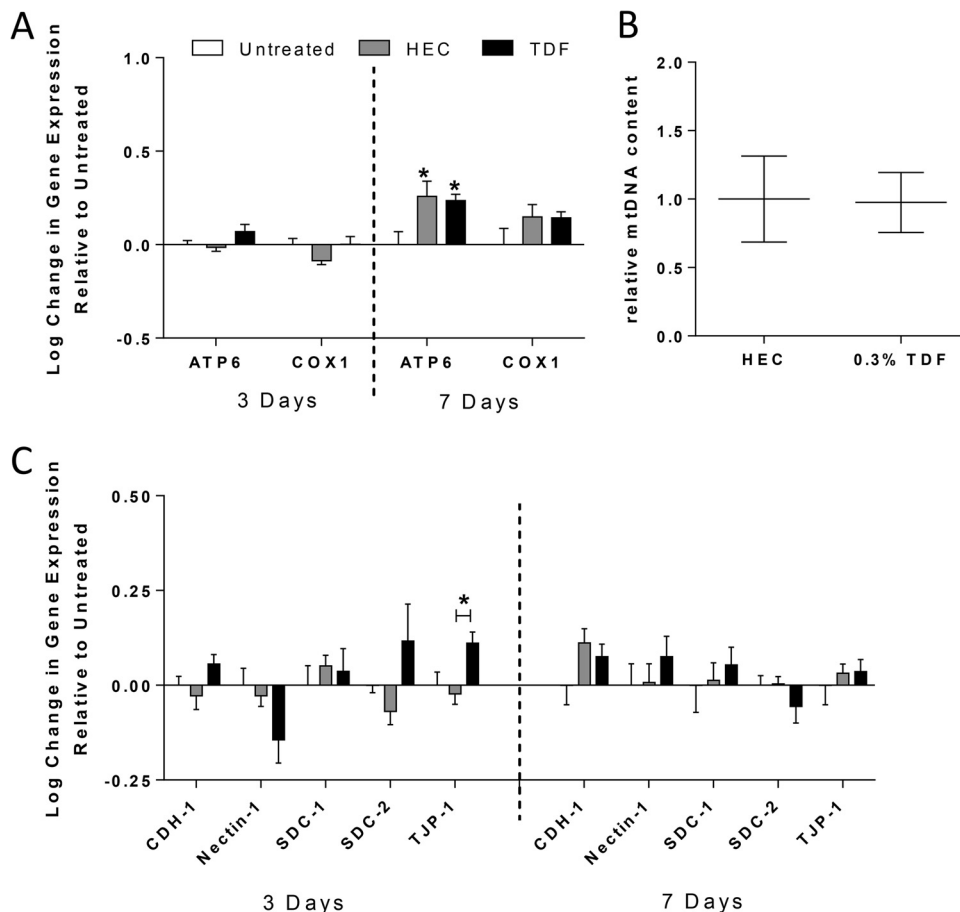 A
Untreated HEC TDF
Log Change in Gene Expression
Relative to Untreated
1.0
0.5
0.0
-0.5
* *
ATP6 COX1 ATP6 COX1
3 Days 7 Days
B
relative mtDNA content
2.0
1.5
1.0
0.5
0.0
HEC 0.3% TDF
C
Log Change in Gene Expression
Relative to Untreated
0.50
0.25
0.00
-0.25
*
CDH-1 Nectin-1 SDC-1 SDC-2 TJP-1 CDH-1 Nectin-1 SDC-1 SDC-2 TJP-1
3 Days 7 Days